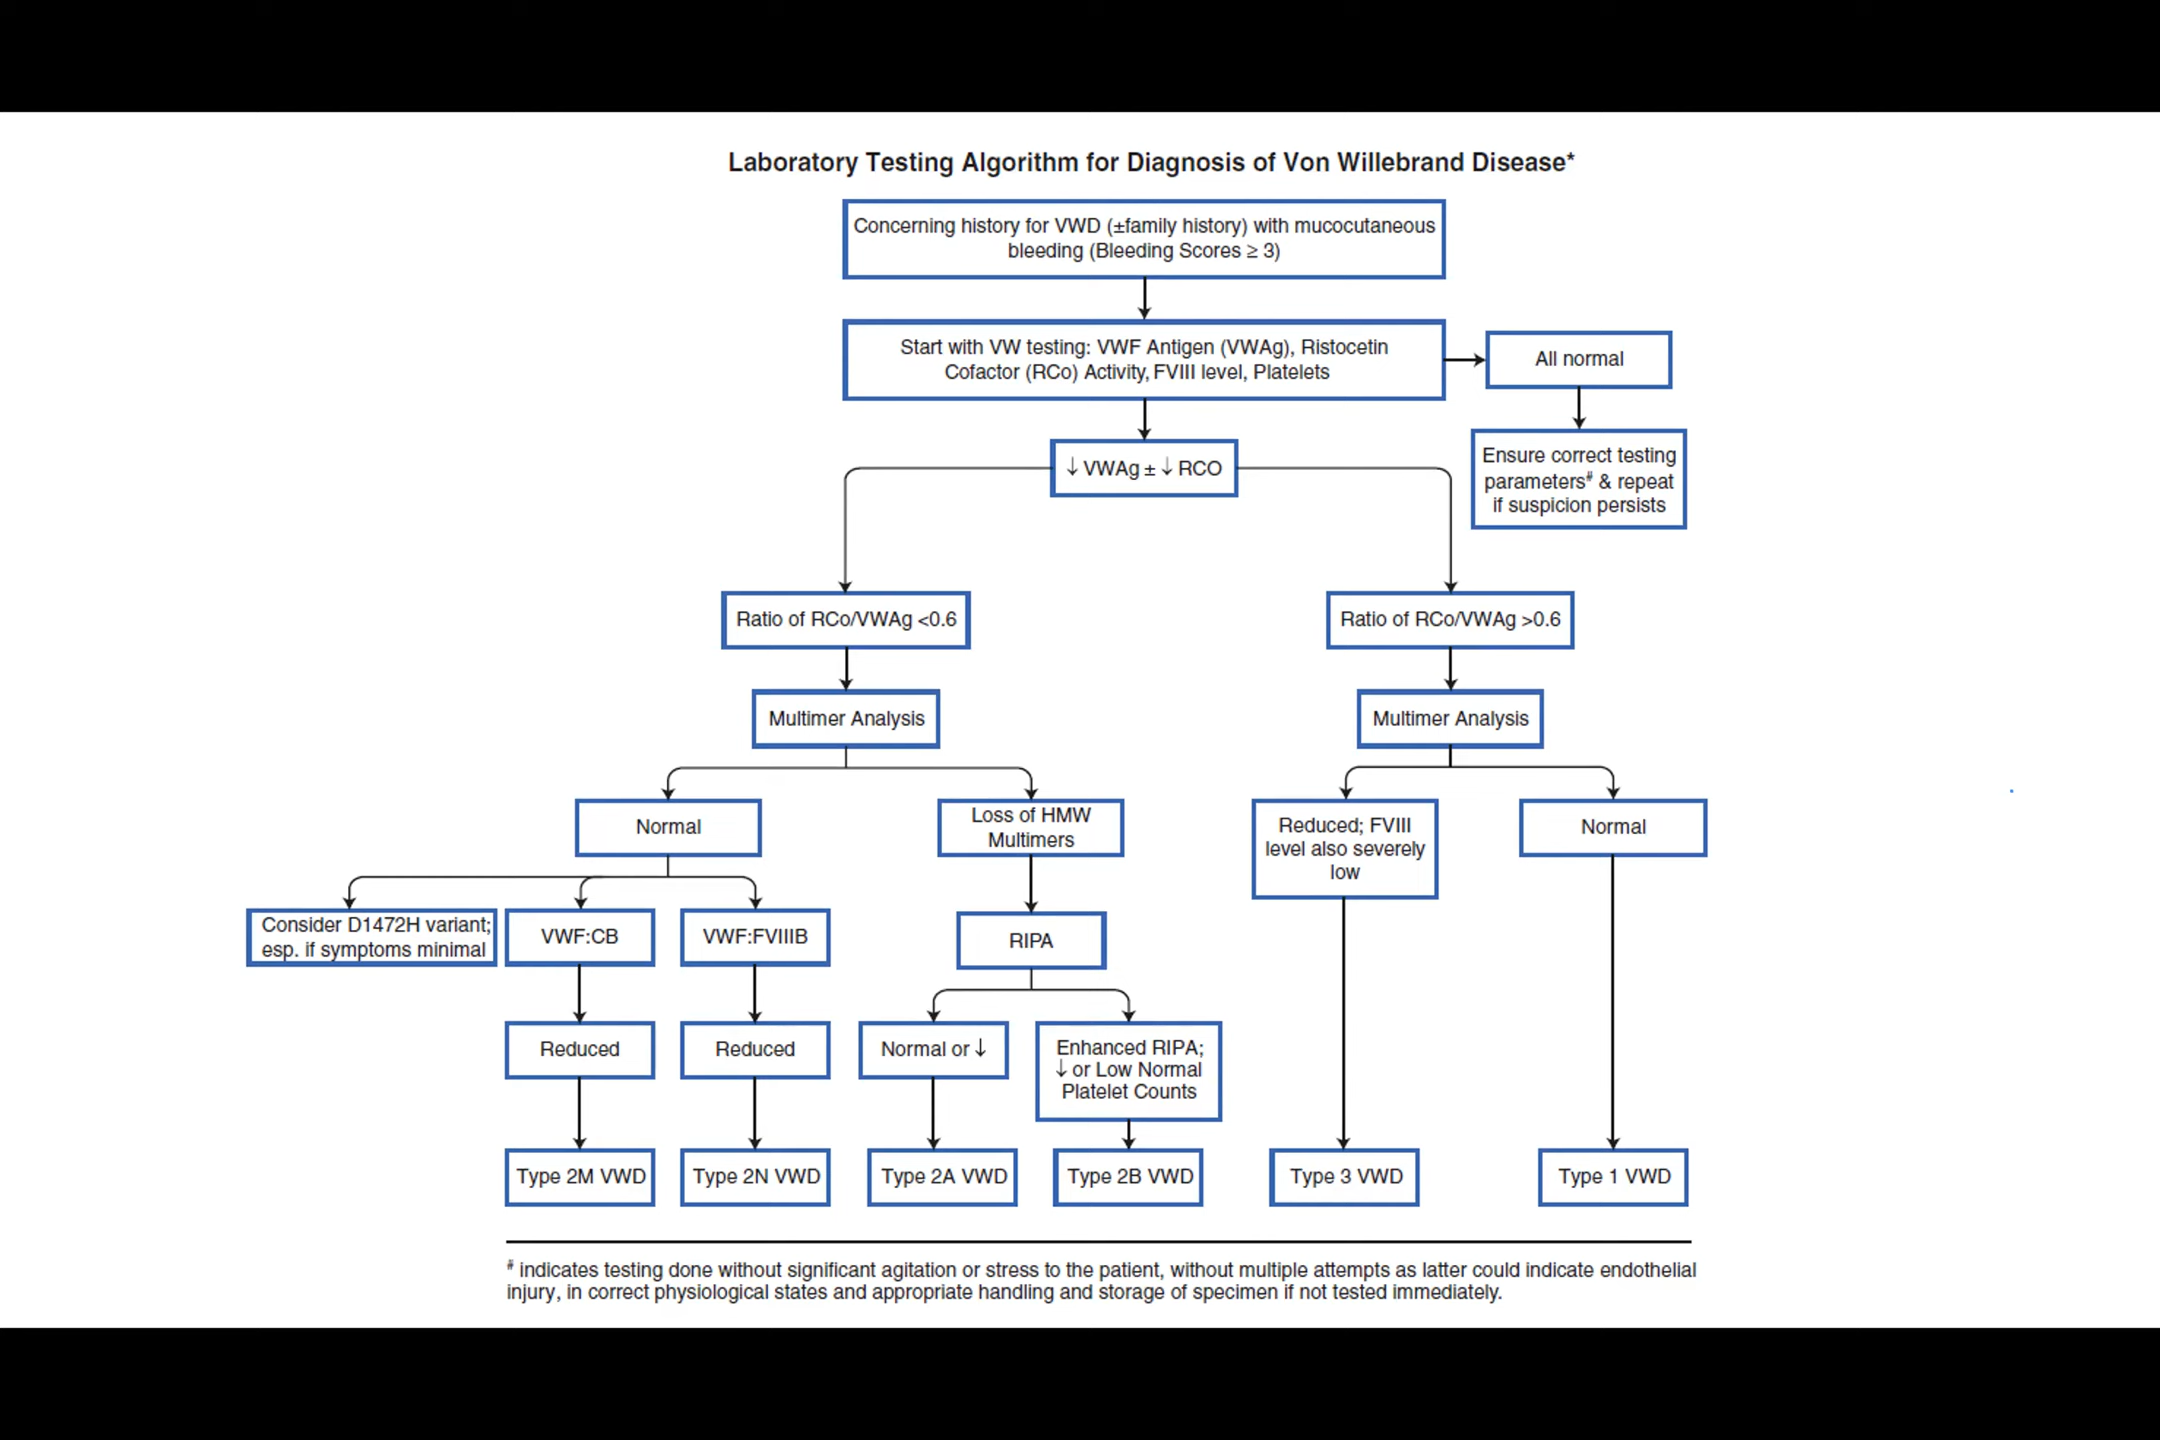 Laboratory Testing Algorithm for Diagnosis of Von Willebrand Disease*
Concerning history for VWD (±family history) with mucocutaneous
bleeding (Bleeding Scores ≥ 3)
Start with VW testing: VWF Antigen (VWAg), Ristocetin
Cofactor (RCo) Activity, FVIII level, Platelets
All normal
Ensure correct testing
parameters# & repeat
if suspicion persists
↓ VWAg ± ↓ RCO
Ratio of RCo/VWAg <0.6
Ratio of RCo/VWAg >0.6
Multimer Analysis
Multimer Analysis
Normal
Loss of HMW
Multimers
Reduced; FVIII
level also severely
low
Normal
Consider D1472H variant;
esp. if symptoms minimal
VWF:CB
VWF:FVIIIB
RIPA
Reduced
Reduced
Normal or ↓
Enhanced RIPA;
↓ or Low Normal
Platelet Counts
Type 2M VWD
Type 2N VWD
Type 2A VWD
Type 2B VWD
Type 3 VWD
Type 1 VWD
# indicates testing done without significant agitation or stress to the patient, without multiple attempts as latter could indicate endothelial
injury, in correct physiological states and appropriate handling and storage of specimen if not tested immediately.